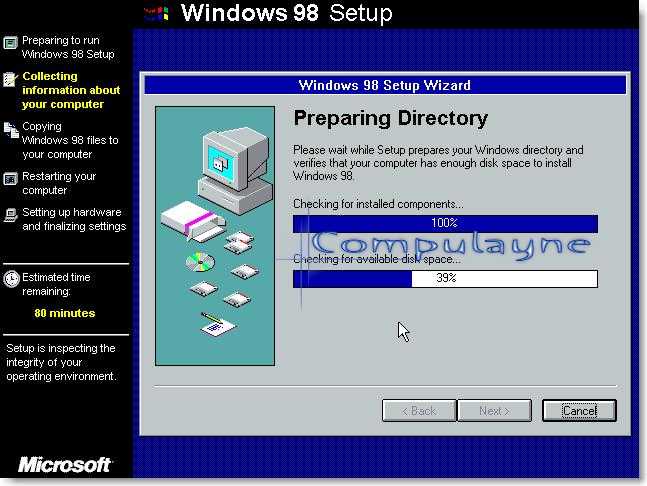 Windows 98 Setup
Preparing to run
Windows 98 Setup
Collecting
information about
your computer
Copying
Windows 98 files to
your computer
Restarting your
computer
Setting up hardware
and finalizing settings
Estimated time
remaining:
80 minutes
Setup is inspecting the
integrity of your
operating environment.
Microsoft
Windows 98 Setup Wizard
Preparing Directory
Please wait while Setup prepares your Windows directory and
verifies that your computer has enough disk space to install
Windows 98.
Checking for installed components...
100%
Compulayne
Checking for available disk space...
39%
< Back
Next >
Cancel